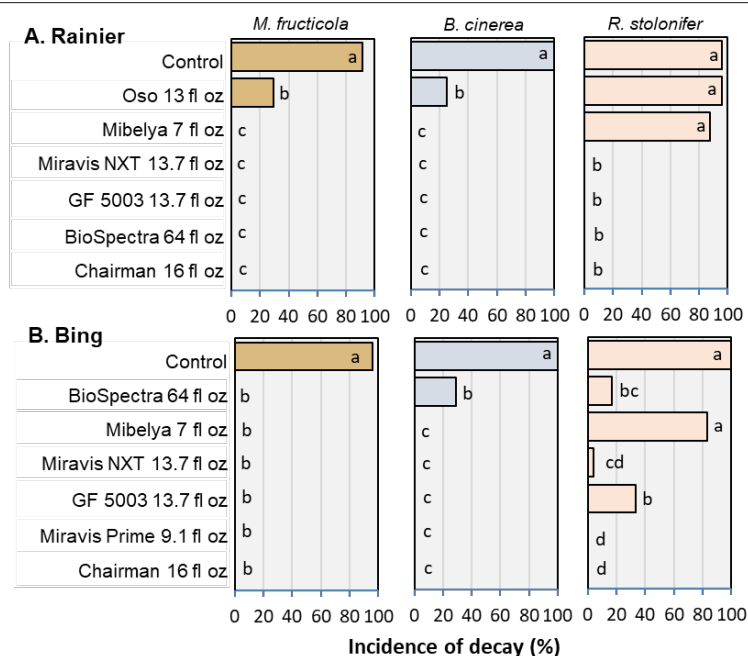 M. fructicola B. cinerea R. stolonifer
A. Rainier
Control a a a
Oso 13 fl oz b b a
Mibelya 7 fl oz c c a
Miravis NXT 13.7 fl oz c c b
GF 5003 13.7 fl oz c c b
BioSpectra 64 fl oz c c b
Chairman 16 fl oz c c b
0 20 40 60 80 100 0 20 40 60 80 100 0 20 40 60 80 100
B. Bing
Control a a a
BioSpectra 64 fl oz b b bc
Mibelya 7 fl oz b c a
Miravis NXT 13.7 fl oz b c cd
GF 5003 13.7 fl oz b c b
Miravis Prime 9.1 fl oz b c d
Chairman 16 fl oz b c d
0 20 40 60 80 100 0 20 40 60 80 100 0 20 40 60 80 100
Incidence of decay (%)